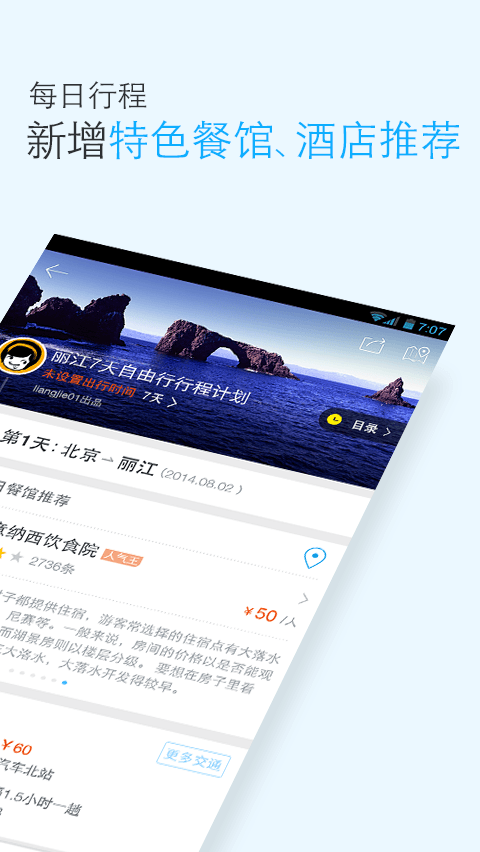 每日行程
新增特色餐馆、酒店推荐
7:07
丽江7天自由行行程计划
未设置出行时间 7天
liangjie01出品
目录
第1天：北京→丽江(2014.08.02)
餐馆推荐
纳西饮食院 人气王
2736条
¥50/人
子都提供住宿，游客常选择的住宿点有大落水
、尼赛等。一般来说，房间的价格以是否能观
而湖景房则以楼层分级。要想在房子里看
大落水，大落水开发得较早。
¥60
更多交通
汽车北站
1.5小时一趟